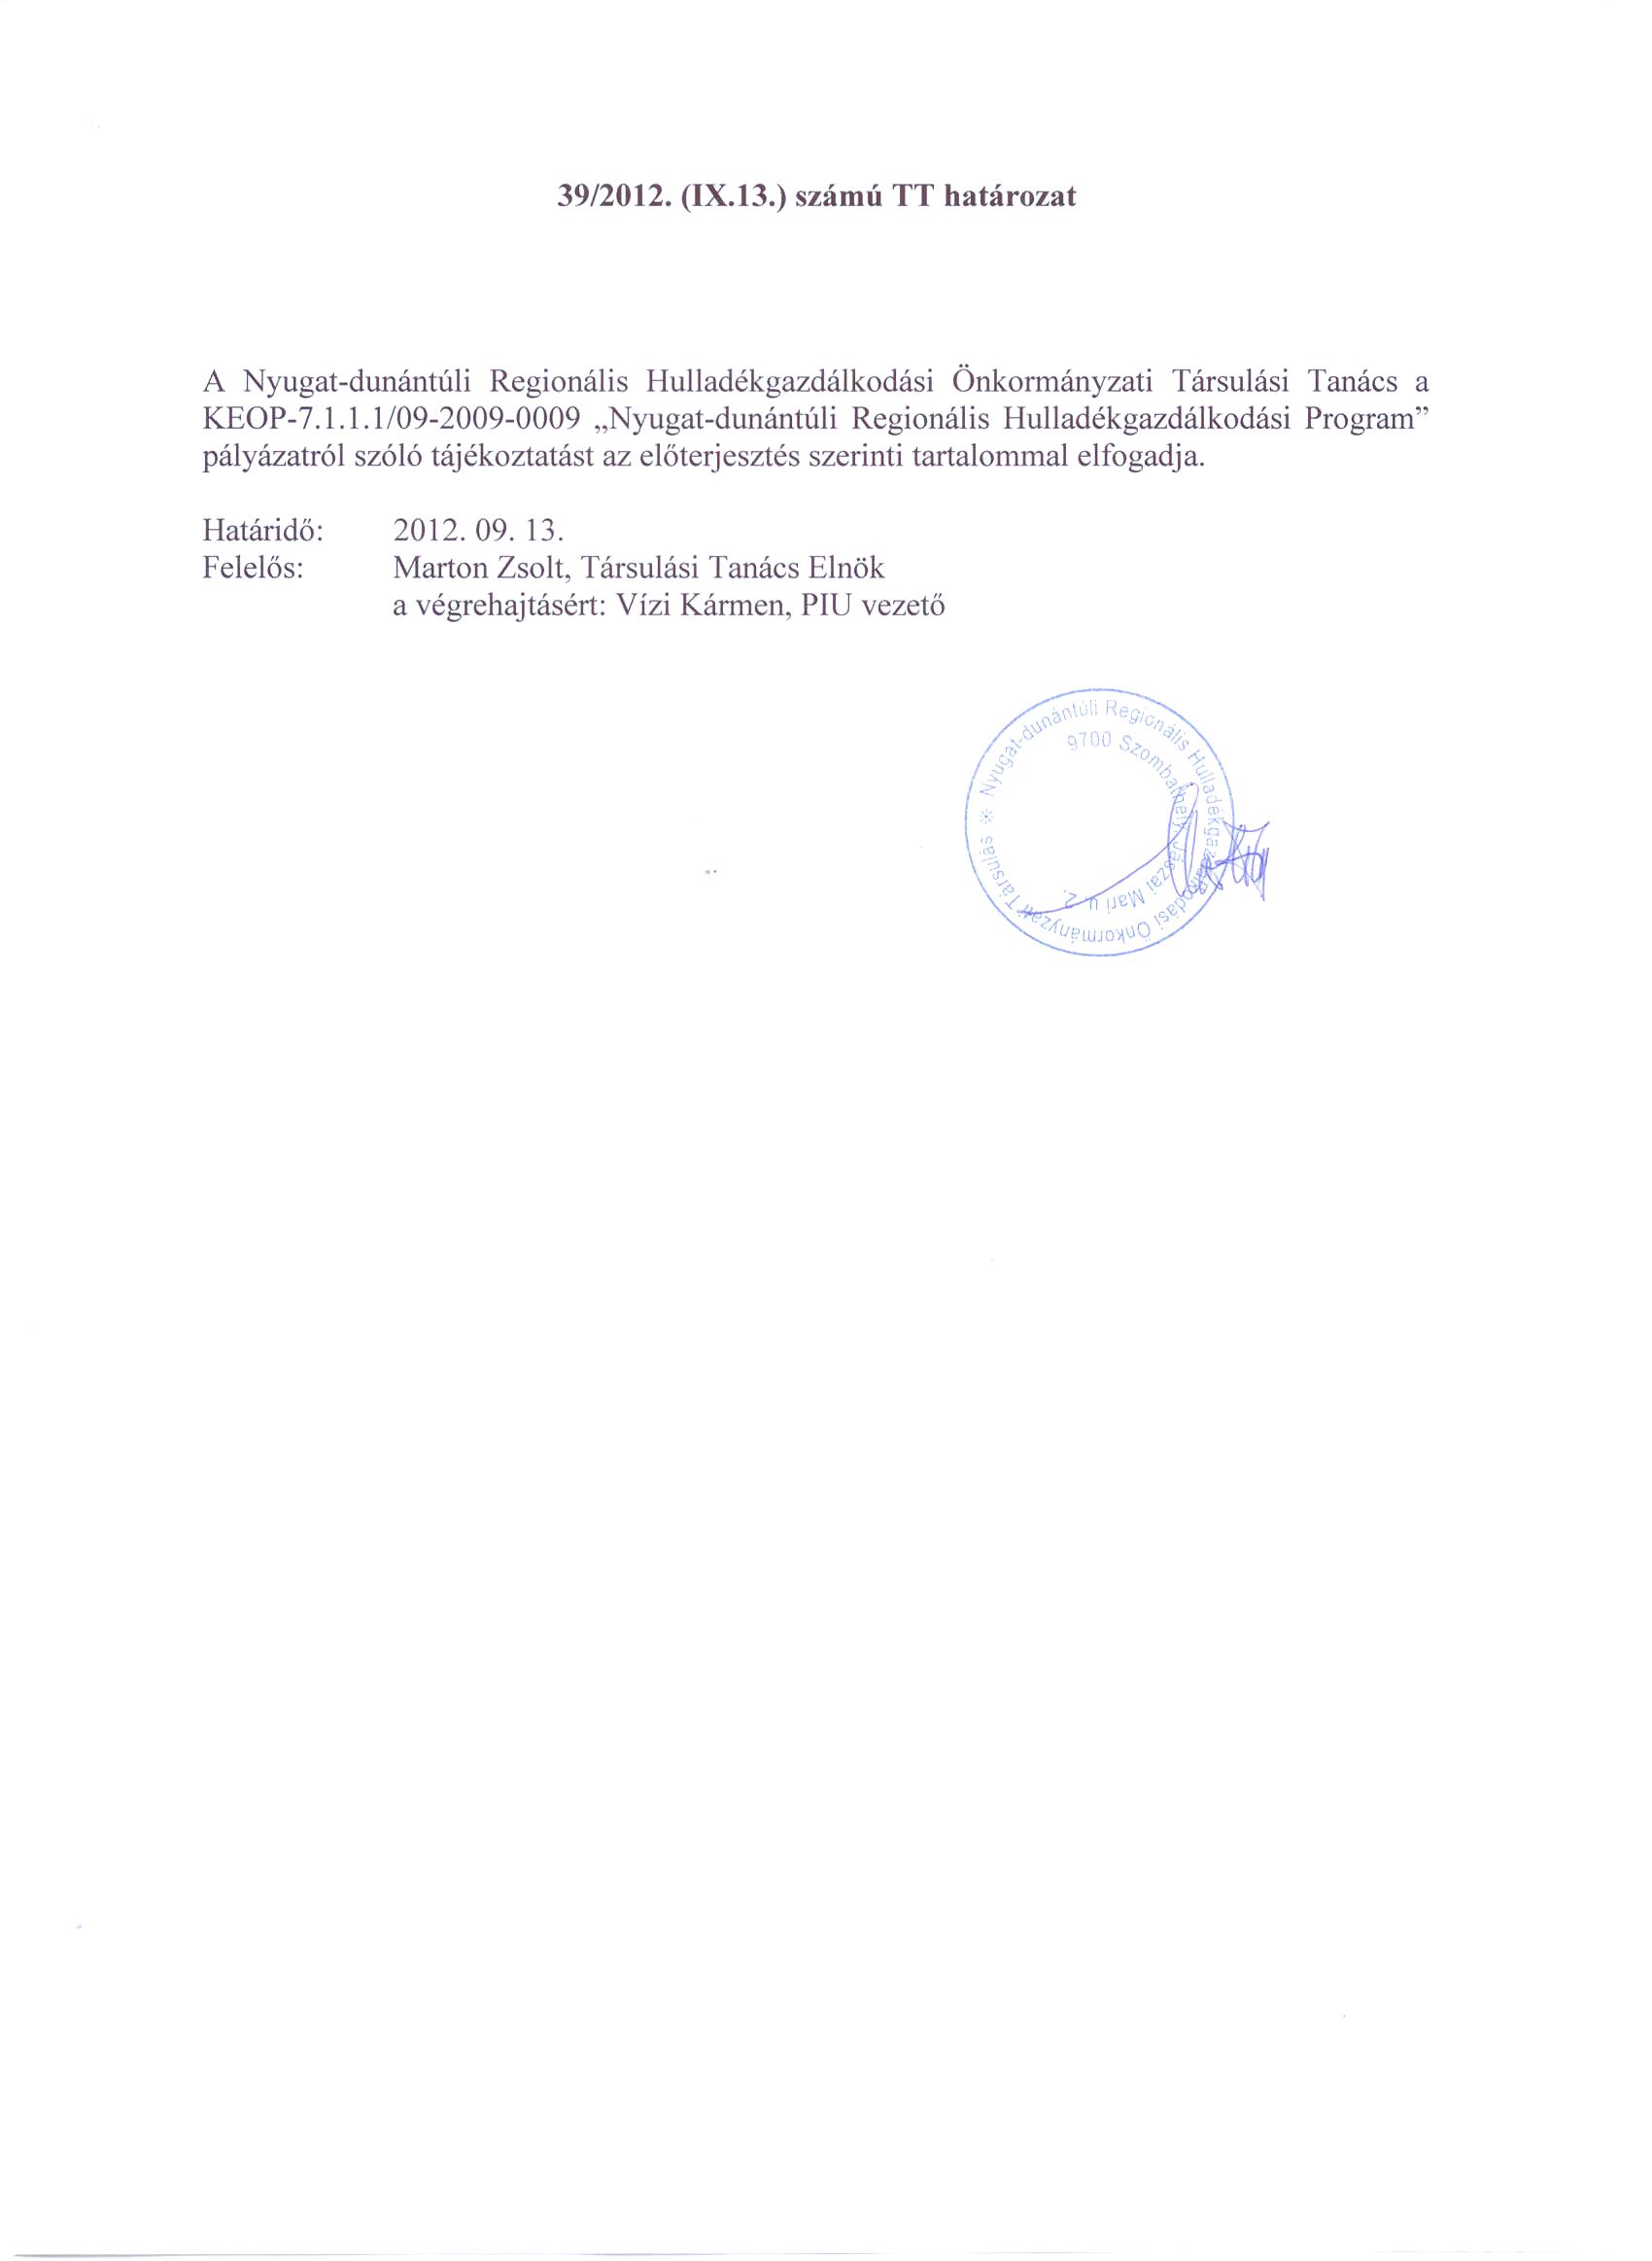 39/2012. (IX.13.) számú TT határozat
A Nyugat-dunántúli Regionális Hulladékgazdálkodási Önkormányzati Társulási Tanács a
KEOP-7.1.1.1/09-2009-0009 „Nyugat-dunántúli Regionális Hulladékgazdálkodási Program”
pályázatról szóló tájékoztatást az előterjesztés szerinti tartalommal elfogadja.
Határidő: 2012. 09. 13.
Felelős: Marton Zsolt, Társulási Tanács Elnök
a végrehajtásért: Vízi Kármen, PIU vezető
Nyugat-dunántúli Regionális Hulladékgazdálkodási Önkormányzati Társulás ✻
9700 Szombathely, Jászai Mari u. 2.